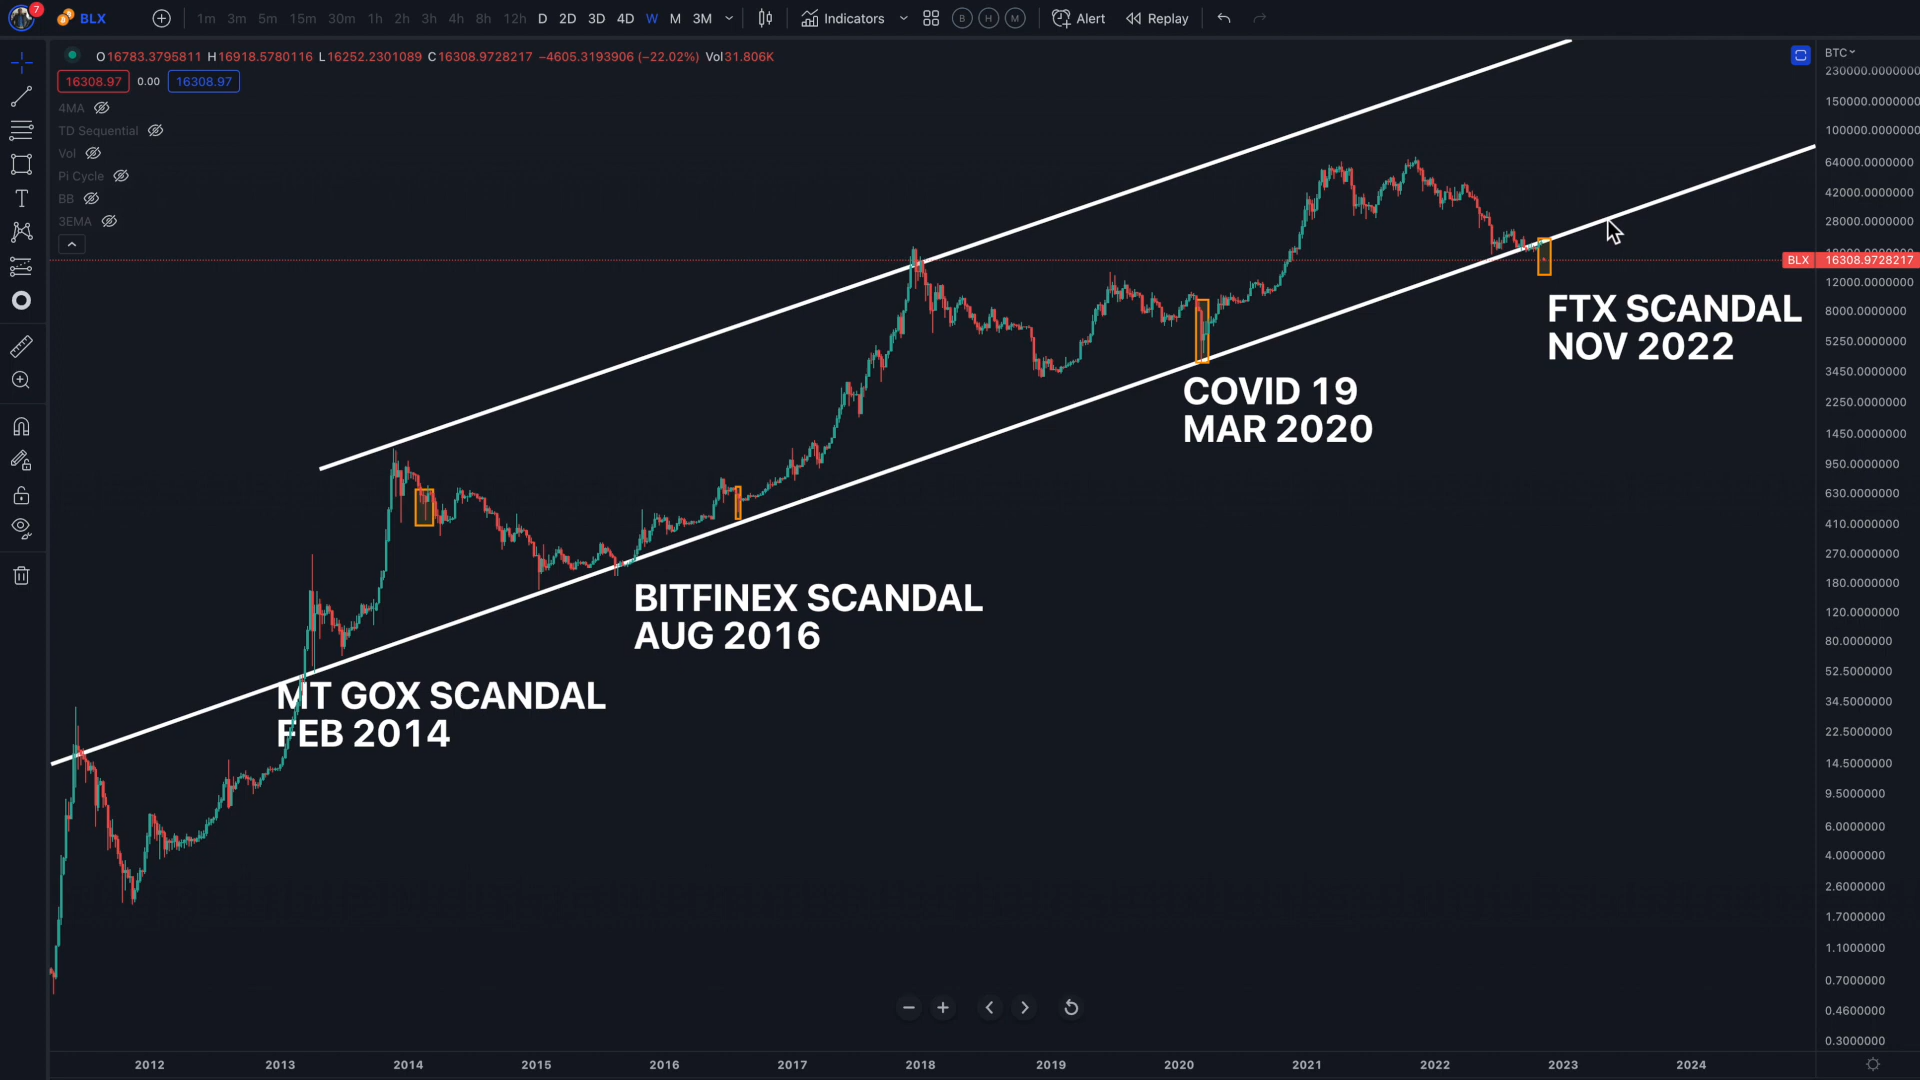 7
BLX
1m 3m 5m 15m 30m 1h 2h 3h 4h 8h 12h D 2D 3D 4D W M 3M
Indicators
B H M
Alert
Replay
O16783.3795811 H16918.5780116 L16252.2301089 C16308.9728217 −4605.3193906 (−22.02%) Vol31.806K
16308.97 0.00 16308.97
4MA
TD Sequential
Vol
Pi Cycle
BB
3EMA
BTC
230000.0000000
150000.0000000
100000.0000000
64000.0000000
42000.0000000
28000.0000000
BLX 16308.9728217
12000.0000000
8000.0000000
5250.0000000
3450.0000000
2250.0000000
1450.0000000
950.0000000
630.0000000
410.0000000
270.0000000
180.0000000
120.0000000
80.0000000
52.5000000
34.5000000
22.5000000
14.5000000
9.5000000
6.0000000
4.0000000
2.6000000
1.7000000
1.1000000
0.7000000
0.4600000
0.3000000
FTX SCANDAL
NOV 2022
COVID 19
MAR 2020
BITFINEX SCANDAL
AUG 2016
MT GOX SCANDAL
FEB 2014
2012 2013 2014 2015 2016 2017 2018 2019 2020 2021 2022 2023 2024